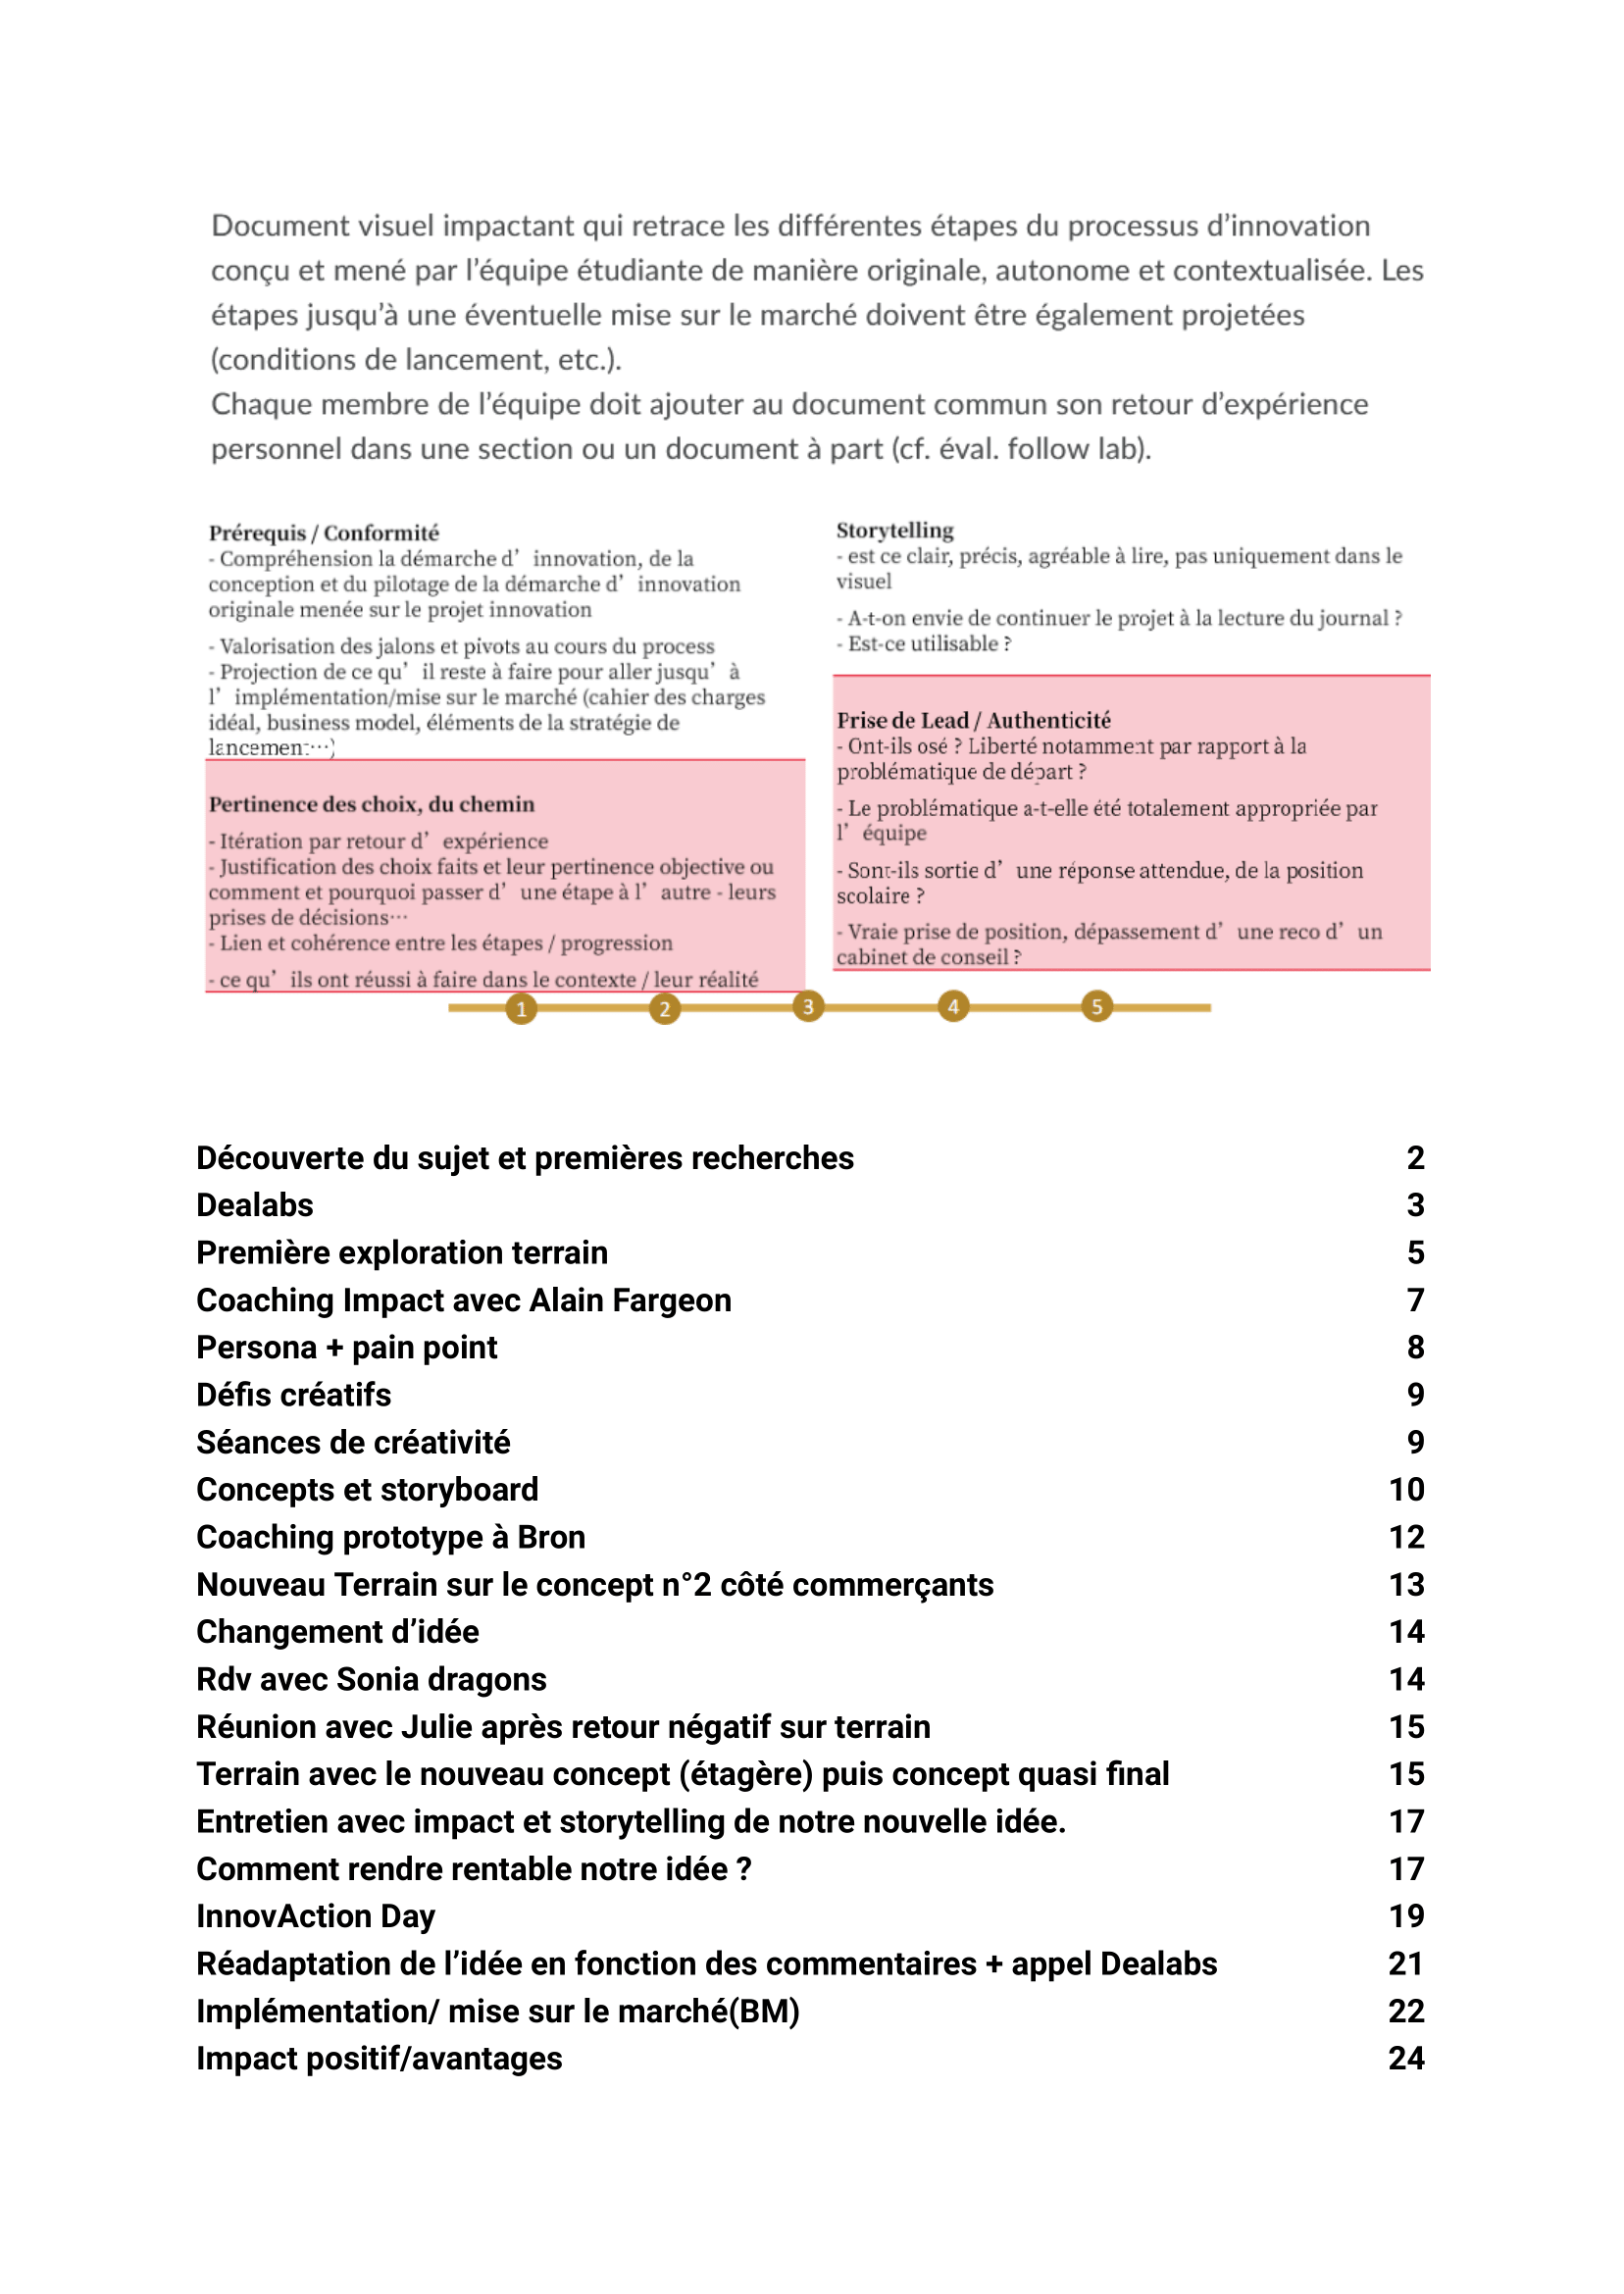 Document visuel impactant qui retrace les différentes étapes du processus d’innovation
conçu et mené par l’équipe étudiante de manière originale, autonome et contextualisée. Les
étapes jusqu’à une éventuelle mise sur le marché doivent être également projetées
(conditions de lancement, etc.).
Chaque membre de l’équipe doit ajouter au document commun son retour d’expérience
personnel dans une section ou un document à part (cf. éval. follow lab).
Prérequis / Conformité
- Compréhension la démarche d’innovation, de la
conception et du pilotage de la démarche d’innovation
originale menée sur le projet innovation
- Valorisation des jalons et pivots au cours du process
- Projection de ce qu’il reste à faire pour aller jusqu’à
l’implémentation/mise sur le marché (cahier des charges
idéal, business model, éléments de la stratégie de
lancement…)
Pertinence des choix, du chemin
- Itération par retour d’expérience
- Justification des choix faits et leur pertinence objective ou
comment et pourquoi passer d’une étape à l’autre - leurs
prises de décisions…
- Lien et cohérence entre les étapes / progression
- ce qu’ils ont réussi à faire dans le contexte / leur réalité
Storytelling
- est ce clair, précis, agréable à lire, pas uniquement dans le
visuel
- A-t-on envie de continuer le projet à la lecture du journal ?
- Est-ce utilisable ?
Prise de Lead / Authenticité
- Ont-ils osé ? Liberté notamment par rapport à la
problématique de départ ?
- Le problématique a-t-elle été totalement appropriée par
l’équipe
- Sont-ils sortie d’une réponse attendue, de la position
scolaire ?
- Vraie prise de position, dépassement d’une reco d’un
cabinet de conseil ?
1 2 3 4 5
Découverte du sujet et premières recherches 2
Dealabs 3
Première exploration terrain 5
Coaching Impact avec Alain Fargeon 7
Persona + pain point 8
Défis créatifs 9
Séances de créativité 9
Concepts et storyboard 10
Coaching prototype à Bron 12
Nouveau Terrain sur le concept n°2 côté commerçants 13
Changement d’idée 14
Rdv avec Sonia dragons 14
Réunion avec Julie après retour négatif sur terrain 15
Terrain avec le nouveau concept (étagère) puis concept quasi final 15
Entretien avec impact et storytelling de notre nouvelle idée. 17
Comment rendre rentable notre idée ? 17
InnovAction Day 19
Réadaptation de l’idée en fonction des commentaires + appel Dealabs 21
Implémentation/ mise sur le marché(BM) 22
Impact positif/avantages 24